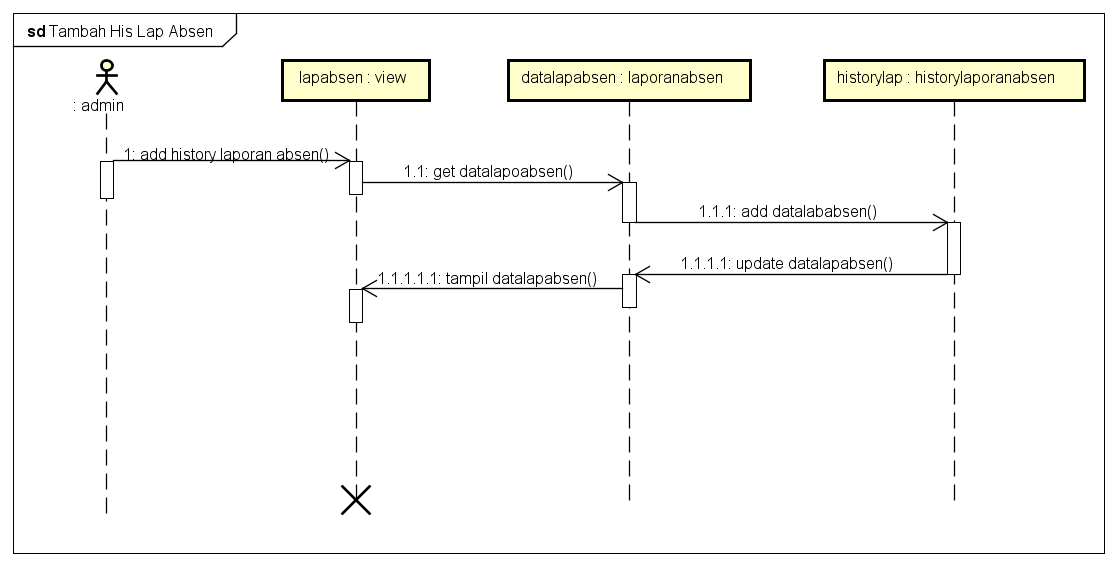 sd Tambah His Lap Absen
: admin
lapabsen : view
datalapabsen : laporanabsen
historylap : historylaporanabsen
1: add history laporan absen()
1.1: get datalapoabsen()
1.1.1: add datalababsen()
1.1.1.1: update datalapabsen()
1.1.1.1.1: tampil datalapabsen()